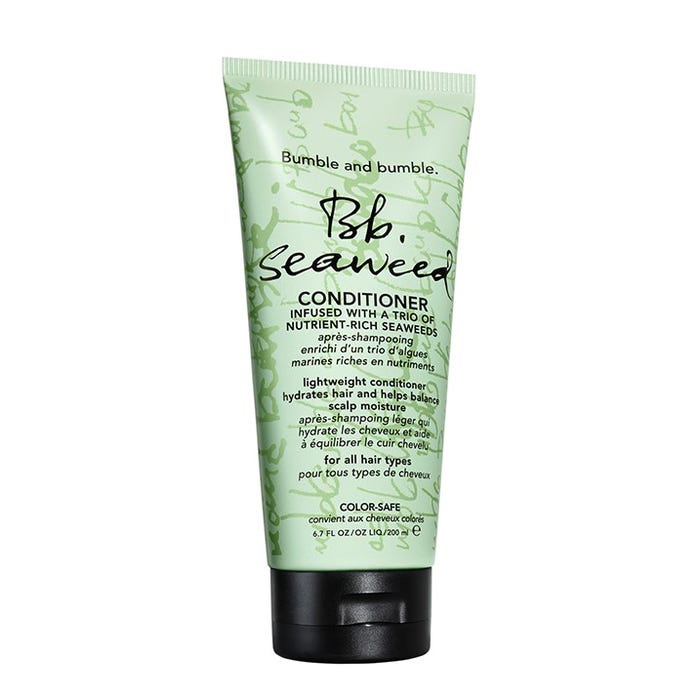 Bumble and bumble.
Bb.
seaweed
CONDITIONER
INFUSED WITH A TRIO OF
NUTRIENT-RICH SEAWEEDS
après-shampooing
enrichi d'un trio d'algues
marines riches en nutriments
lightweight conditioner
hydrates hair and helps balance
scalp moisture
après-shampoing léger qui
hydrate les cheveux et aide
à équilibrer le cuir chevelu
for all hair types
pour tous types de cheveux
COLOR-SAFE
convient aux cheveux colorés
6.7 FL OZ/OZ LIQ/200 ml e